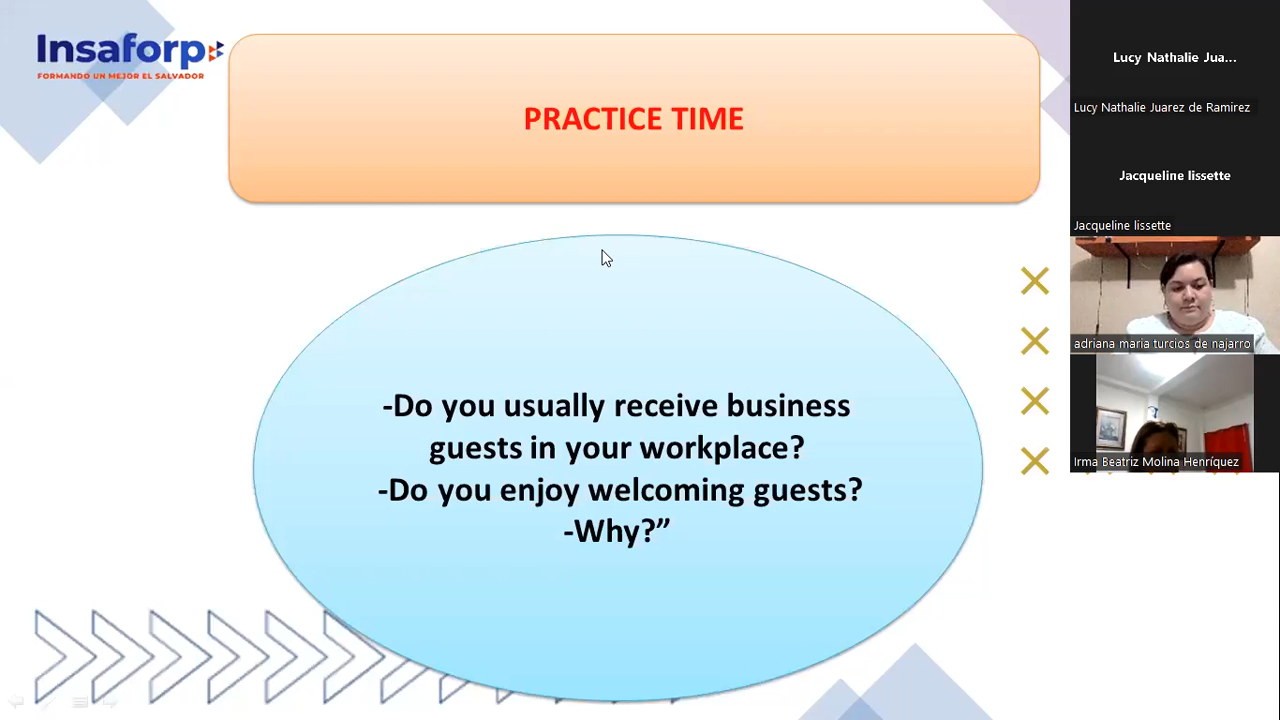 Insaforp
FORMANDO UN MEJOR EL SALVADOR
PRACTICE TIME
-Do you usually receive business
guests in your workplace?
-Do you enjoy welcoming guests?
-Why?”
Lucy Nathalie Jua...
Lucy Nathalie Juarez de Ramirez
Jacqueline lissette
Jacqueline lissette
adriana maria turcios de najarro
Irma Beatriz Molina Henríquez